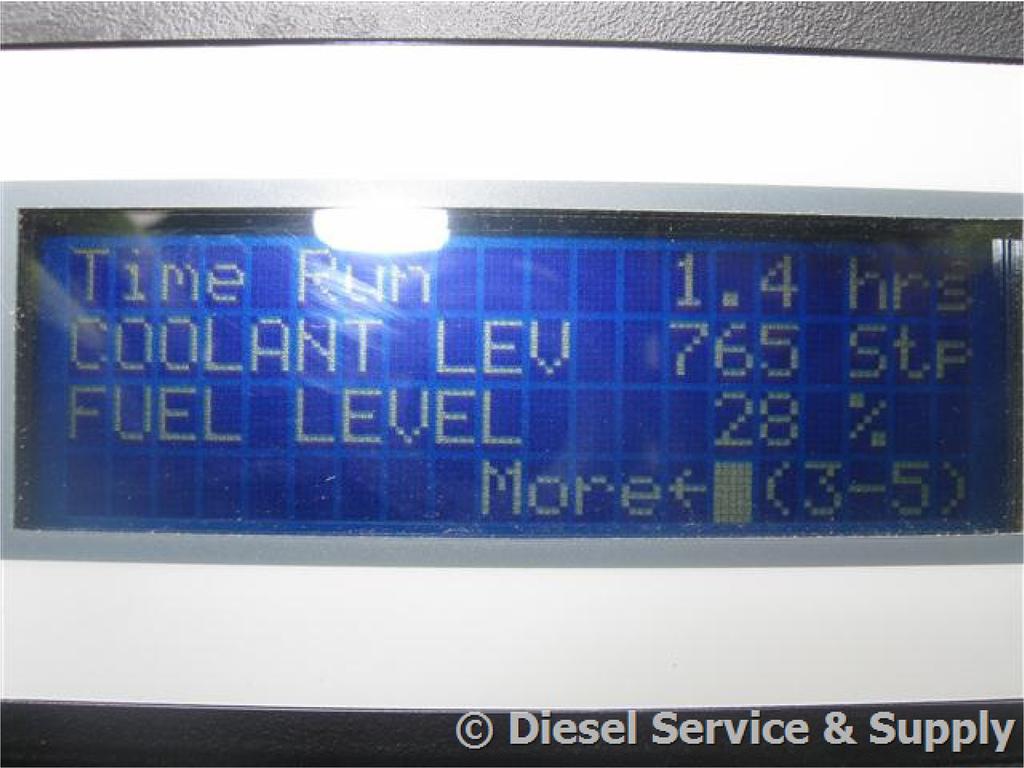 Time Run 1.4 hrs
COOLANT LEV 765 Stp
FUEL LEVEL 28 %
More←█(3-5)
© Diesel Service & Supply